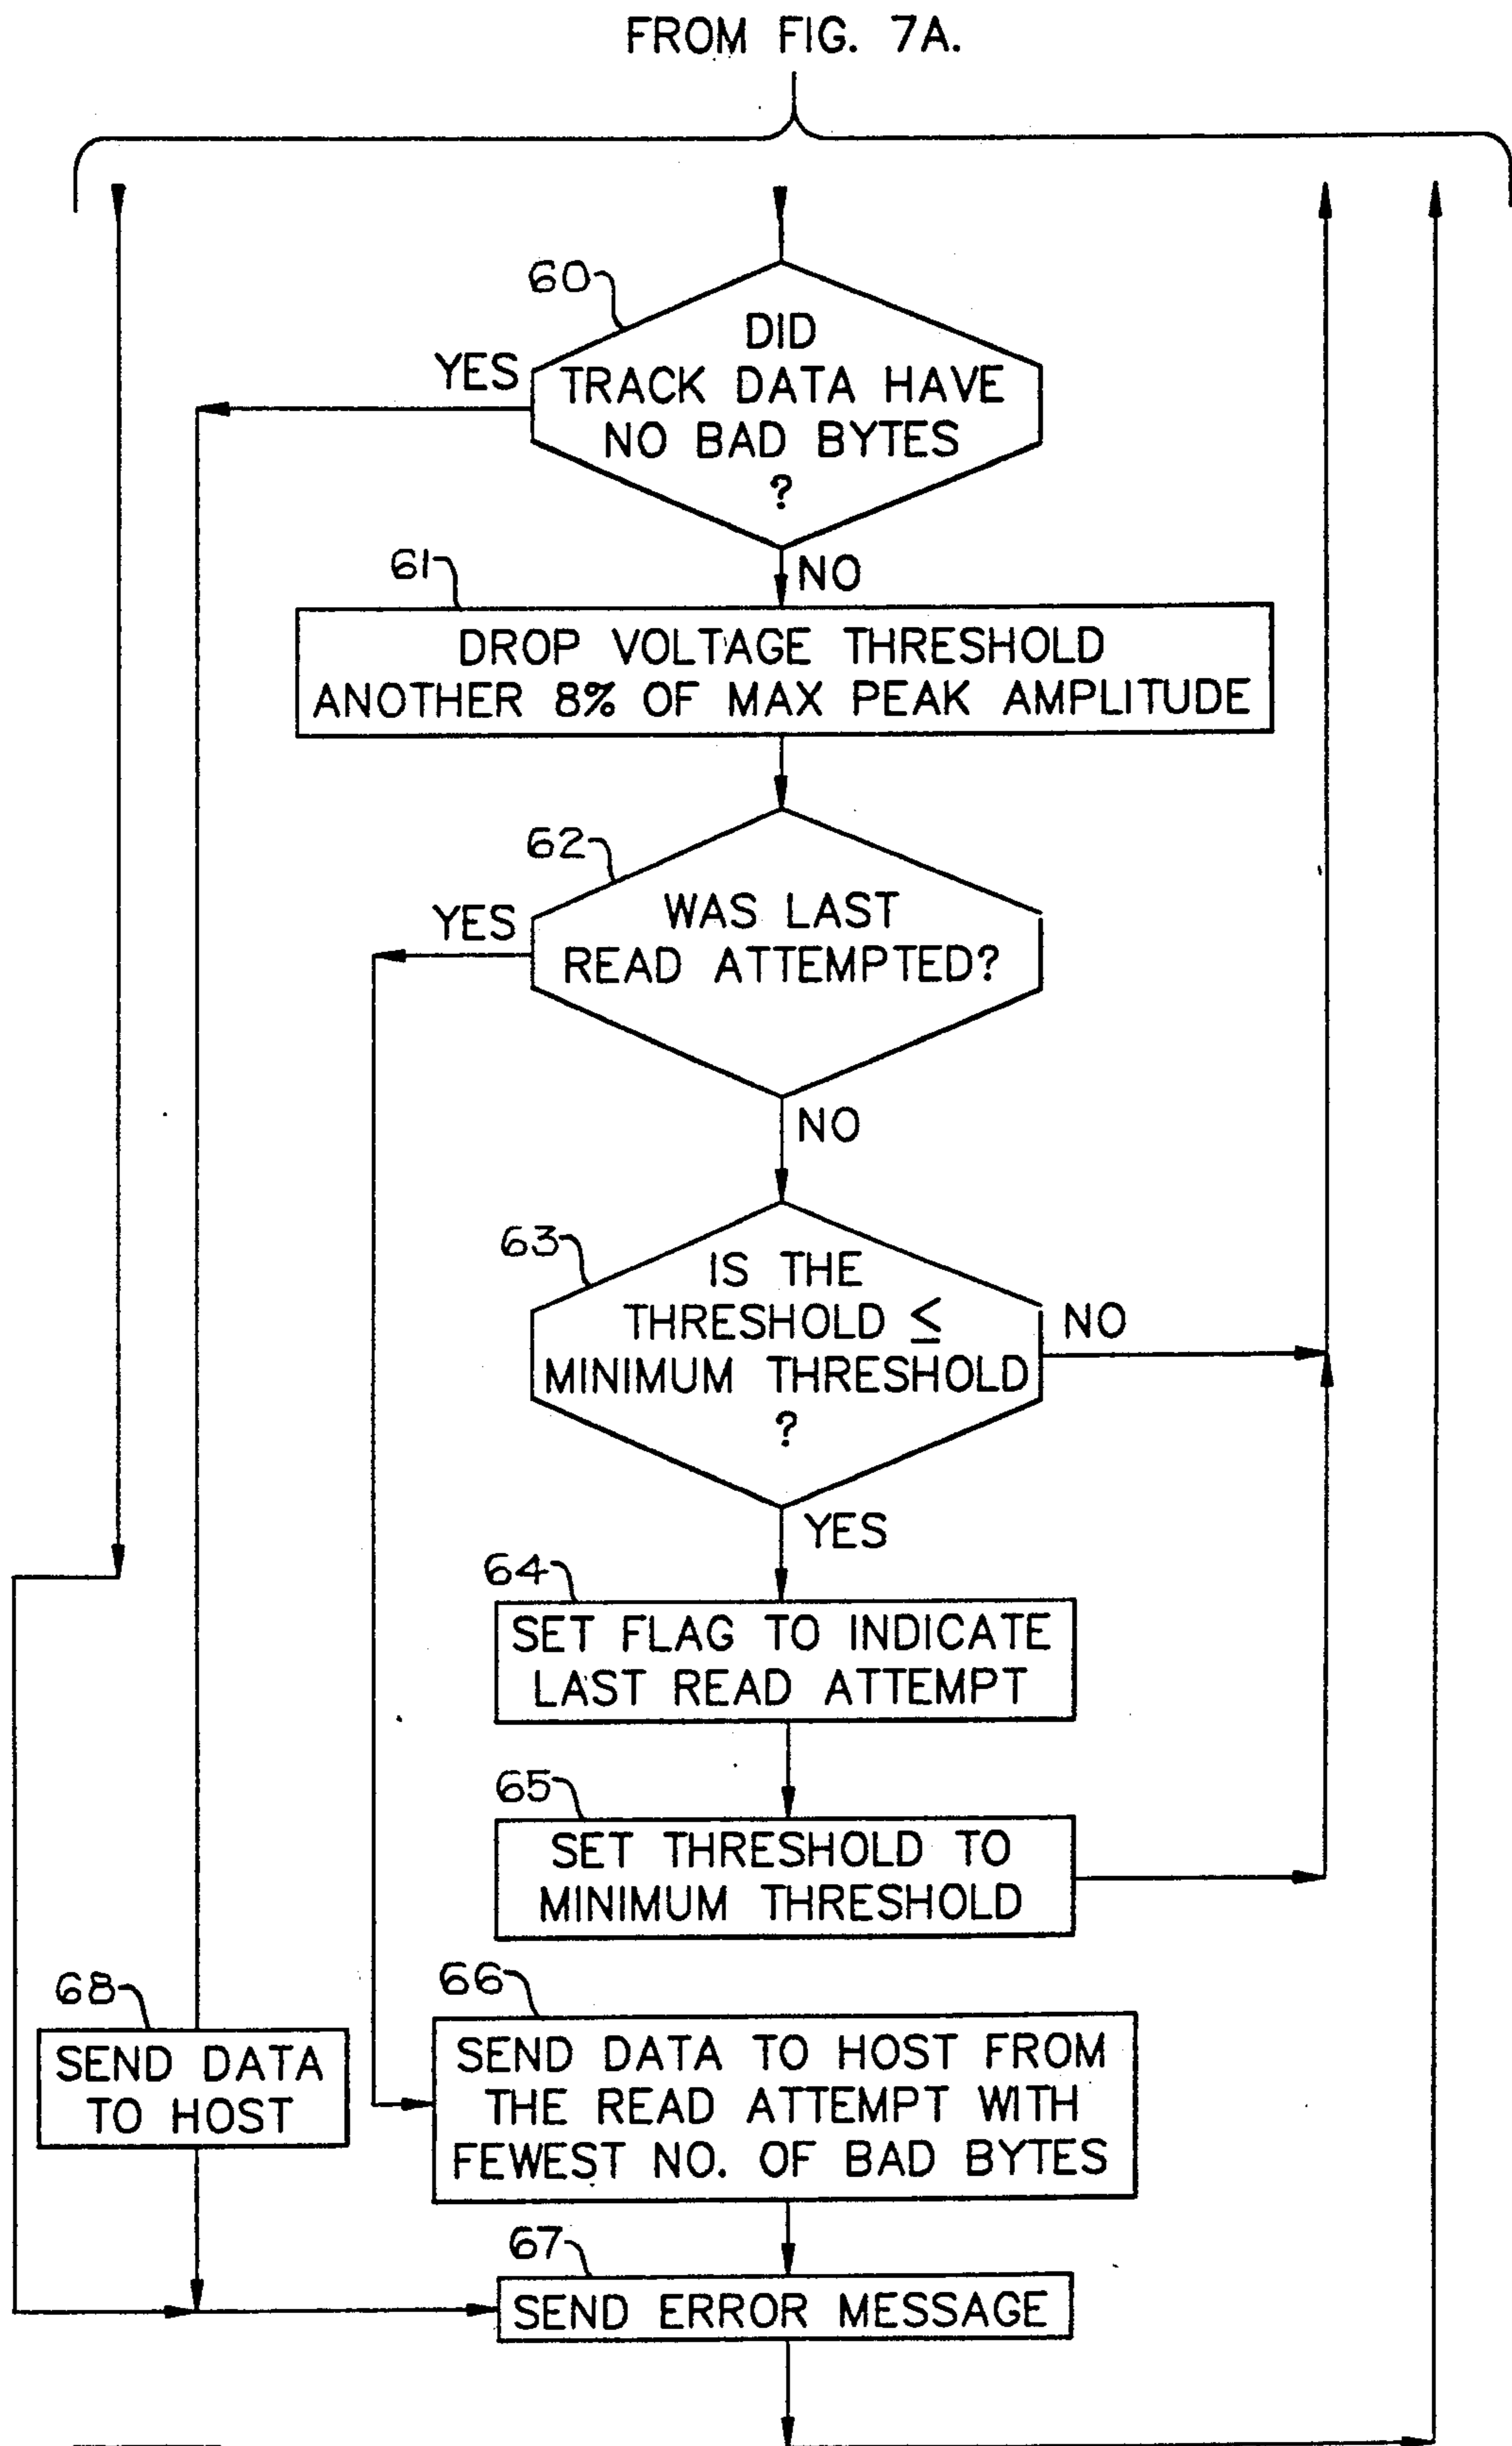 FROM FIG. 7A.
60
DID
TRACK DATA HAVE
NO BAD BYTES
?
YES
NO
61
DROP VOLTAGE THRESHOLD
ANOTHER 8% OF MAX PEAK AMPLITUDE
62
WAS LAST
READ ATTEMPTED?
YES
NO
63
IS THE
THRESHOLD ≤
MINIMUM THRESHOLD
?
NO
YES
64
SET FLAG TO INDICATE
LAST READ ATTEMPT
65
SET THRESHOLD TO
MINIMUM THRESHOLD
68
SEND DATA
TO HOST
66
SEND DATA TO HOST FROM
THE READ ATTEMPT WITH
FEWEST NO. OF BAD BYTES
67
SEND ERROR MESSAGE